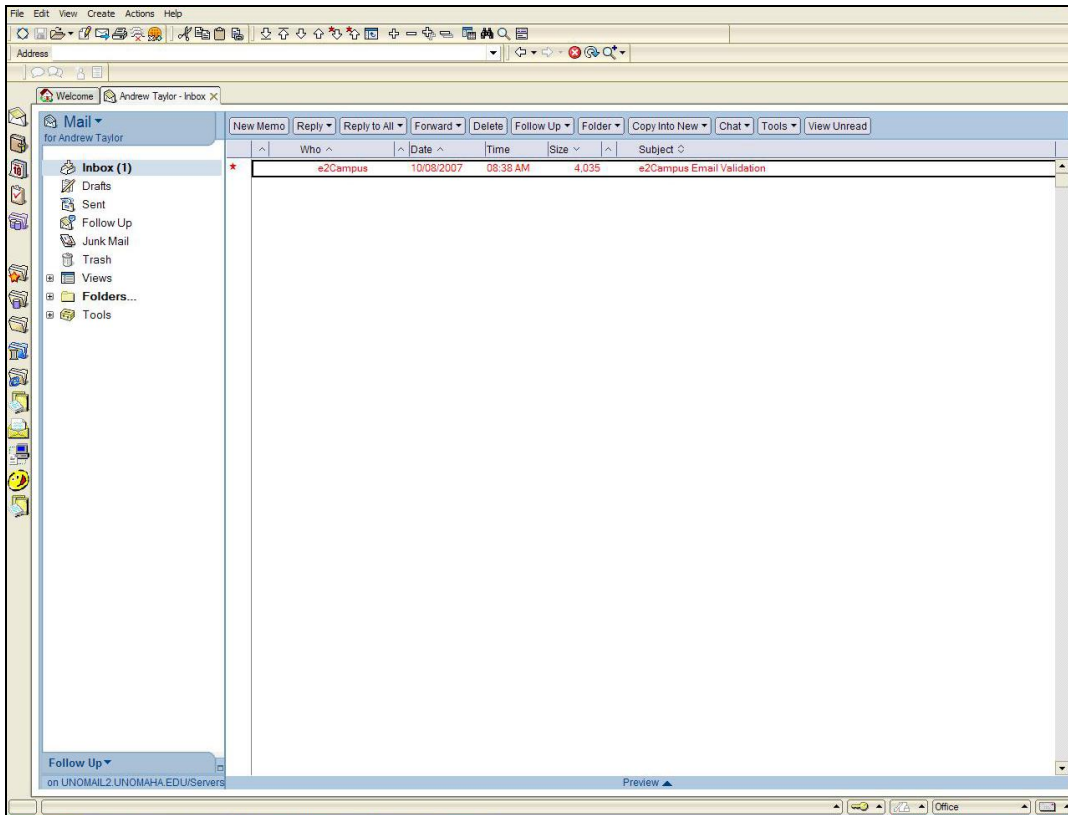 File Edit View Create Actions Help
Address
Welcome Andrew Taylor - Inbox
Mail
for Andrew Taylor
New Memo Reply Reply to All Forward Delete Follow Up Folder Copy Into New Chat Tools View Unread
Who Date Time Size Subject
Inbox (1)
e2Campus 10/08/2007 08:38 AM 4,035 e2Campus Email Validation
Drafts
Sent
Follow Up
Junk Mail
Trash
Views
Folders...
Tools
Follow Up
on UNOMAIL2.UNOMAHA.EDU/Servers
Preview
Office